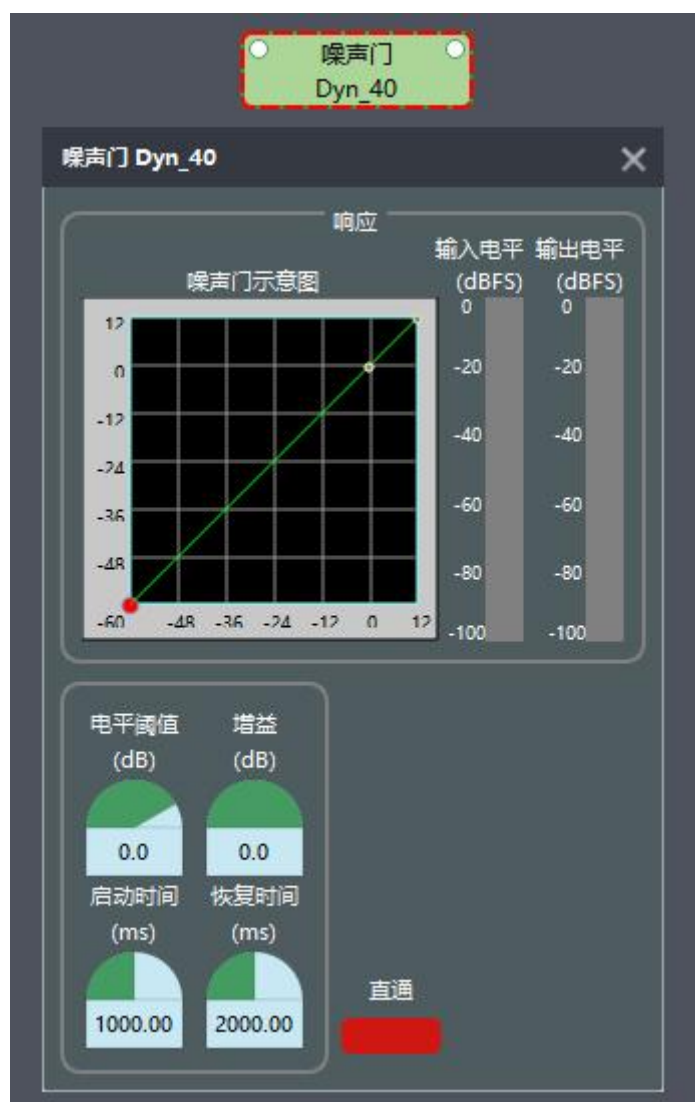 噪声门
Dyn_40
噪声门 Dyn_40
响应
输入电平 输出电平
噪声门示意图 (dBFS) (dBFS)
12
0
-12
-24
-36
-48
-60 -48 -36 -24 -12 0 12
0 0
-20 -20
-40 -40
-60 -60
-80 -80
-100 -100
电平阈值 增益
(dB) (dB)
0.0 0.0
启动时间 恢复时间
(ms) (ms)
1000.00 2000.00
直通